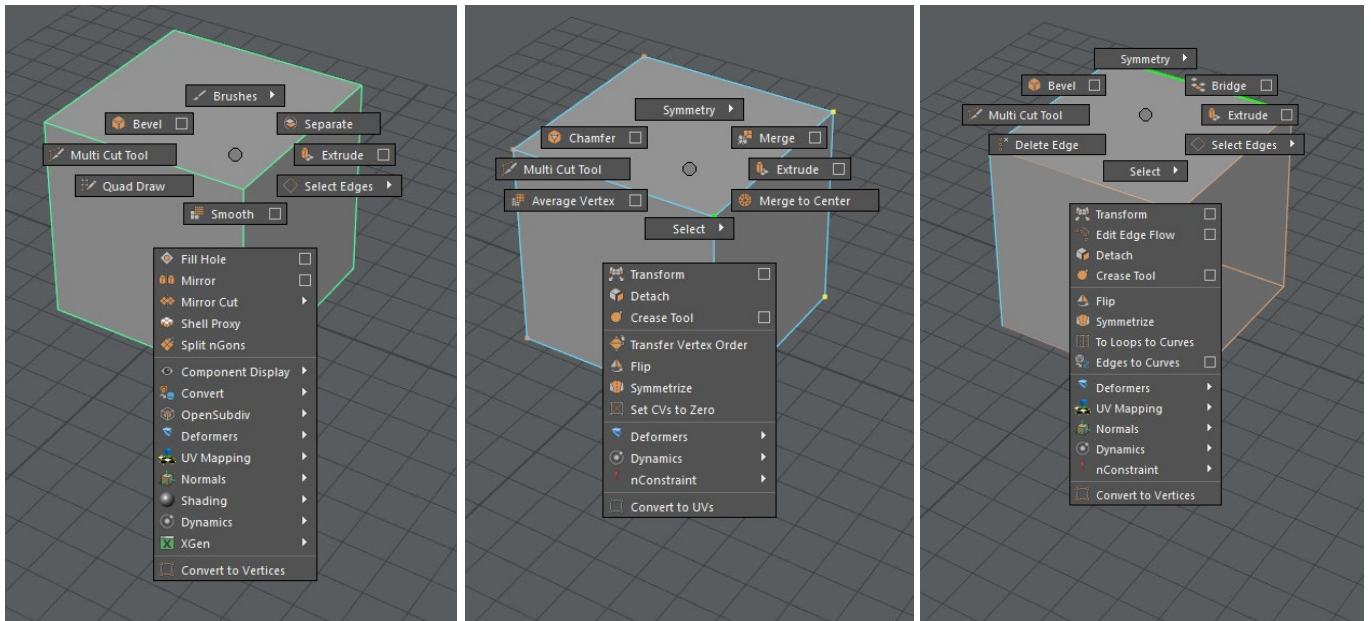 Brushes
Bevel
Separate
Multi Cut Tool
Extrude
Quad Draw
Select Edges
Smooth
Fill Hole
Mirror
Mirror Cut
Shell Proxy
Split nGons
Component Display
Convert
OpenSubdiv
Deformers
UV Mapping
Normals
Shading
Dynamics
XGen
Convert to Vertices
Symmetry
Chamfer
Merge
Multi Cut Tool
Extrude
Average Vertex
Merge to Center
Select
Transform
Detach
Crease Tool
Transfer Vertex Order
Flip
Symmetrize
Set CVs to Zero
Deformers
Dynamics
nConstraint
Convert to UVs
Symmetry
Bevel
Bridge
Multi Cut Tool
Extrude
Delete Edge
Select Edges
Select
Transform
Edit Edge Flow
Detach
Crease Tool
Flip
Symmetrize
To Loops to Curves
Edges to Curves
Deformers
UV Mapping
Normals
Dynamics
nConstraint
Convert to Vertices